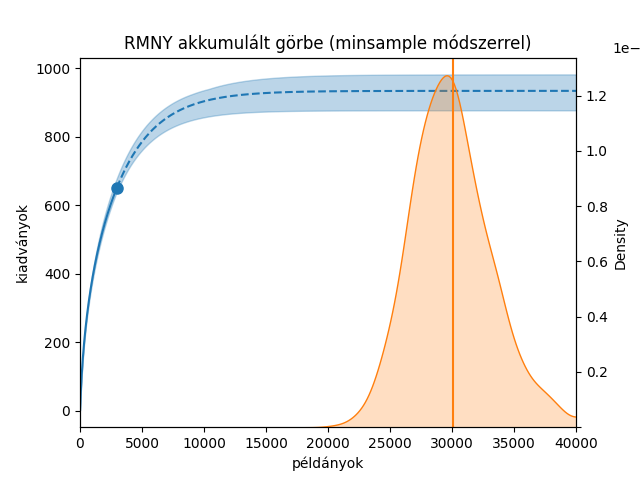 RMNY akkumulált görbe (minsample módszerrel)
1e−
1000
800
600
400
200
0
kiadványok
1.2
1.0
0.8
0.6
0.4
0.2
Density
0 5000 10000 15000 20000 25000 30000 35000 40000
példányok